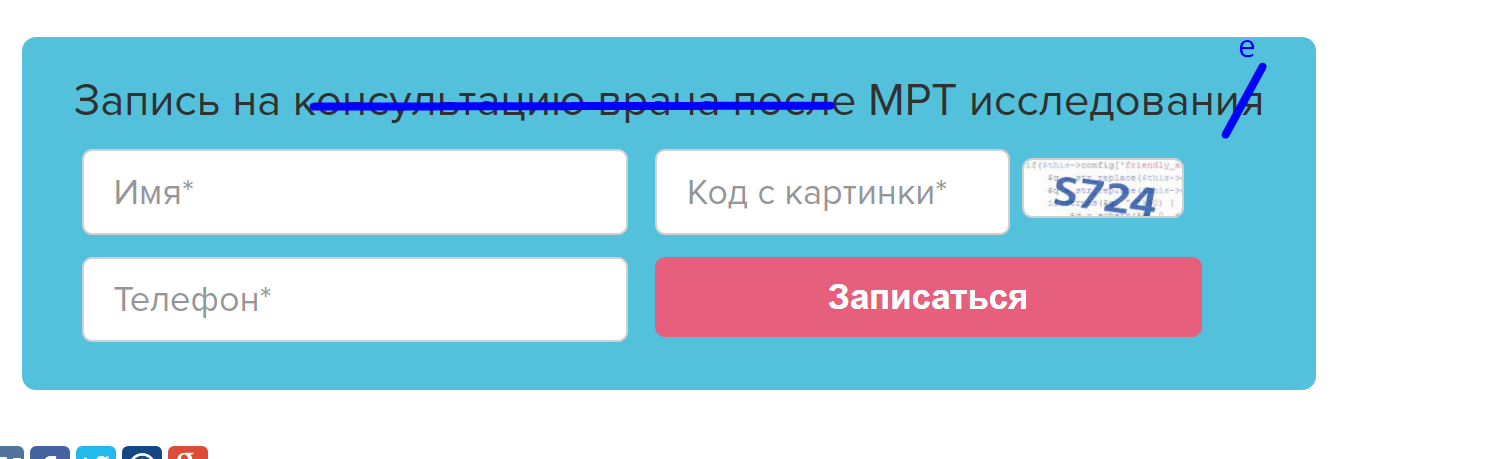 е
Запись на консультацию врача после МРТ исследования
Имя*
Код с картинки*
S724
Телефон*
Записаться